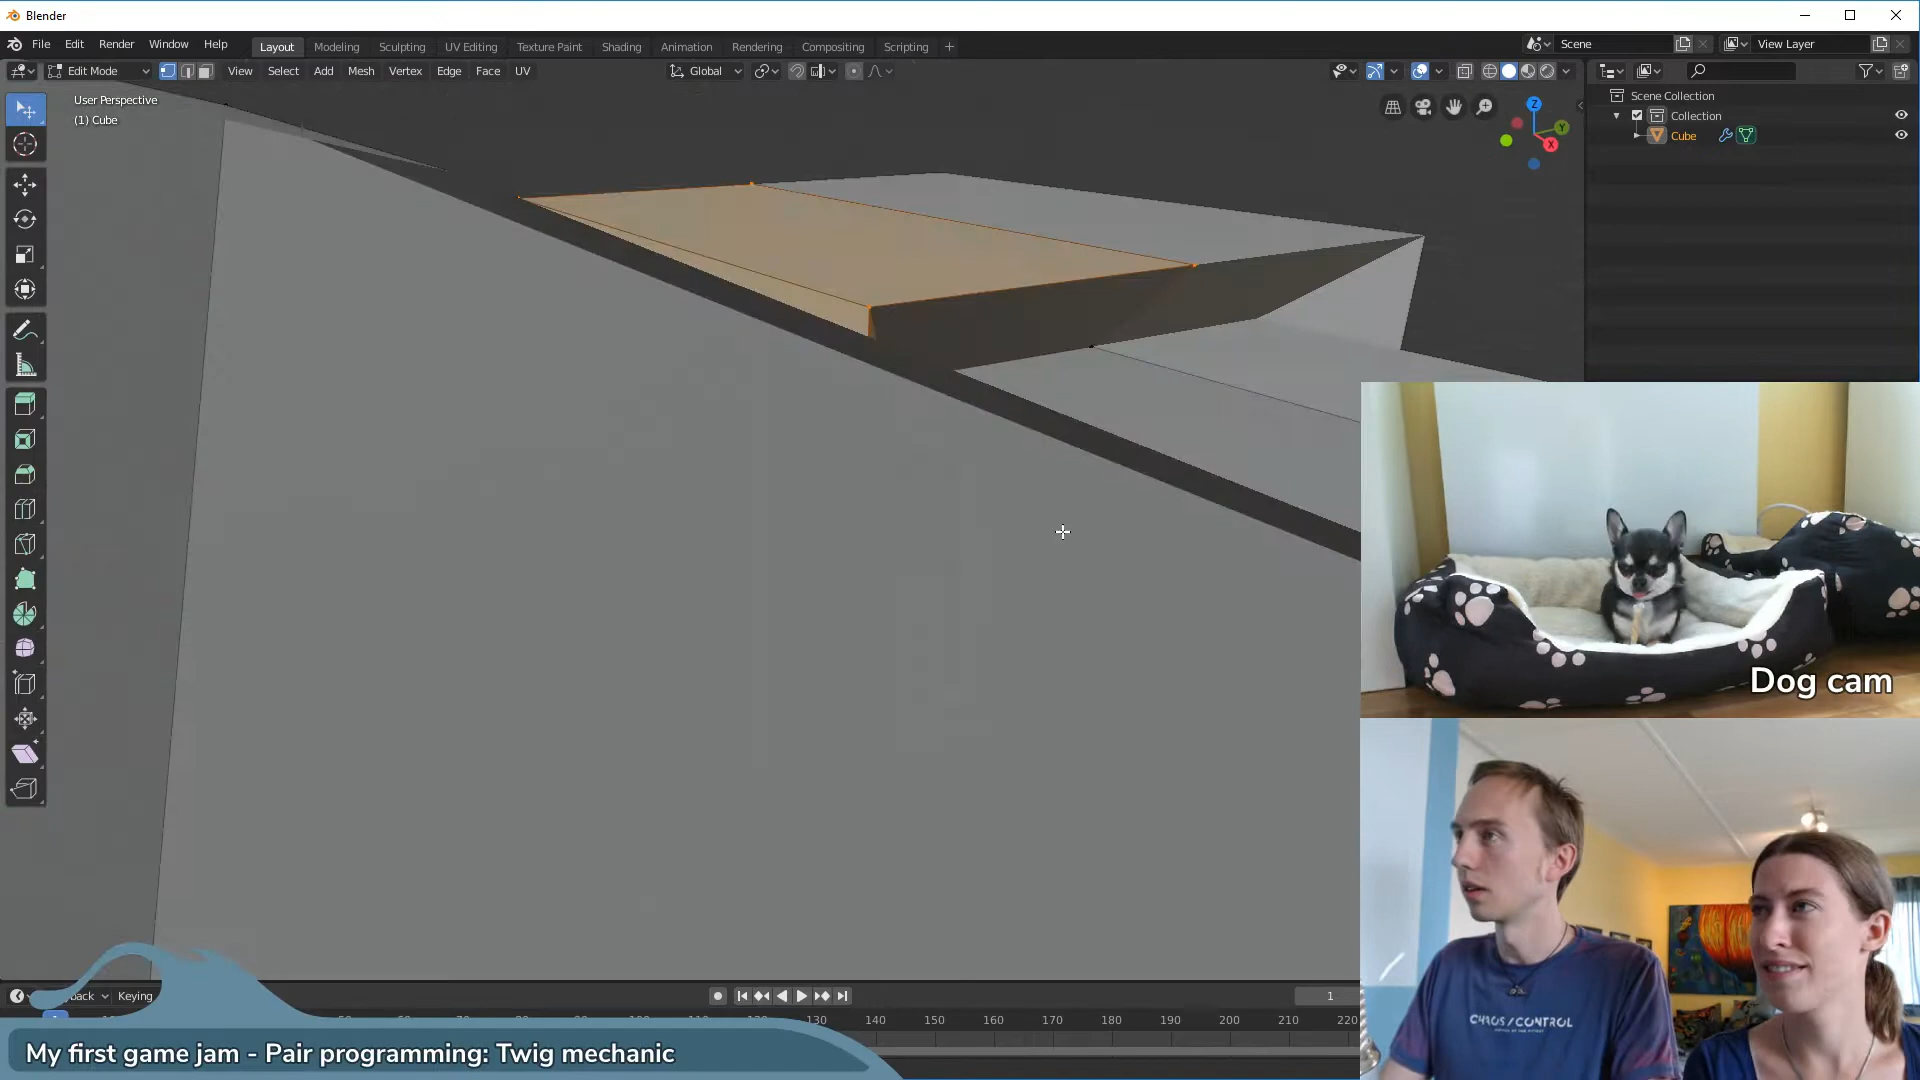 Blender
File Edit Render Window Help
Layout Modeling Sculpting UV Editing Texture Paint Shading Animation Rendering Compositing Scripting
Scene
View Layer
Edit Mode
View Select Add Mesh Vertex Edge Face UV
Global
User Perspective
(1) Cube
Z
Y
X
Scene Collection
Collection
Cube
Dog cam
CHAOS/CONTROL
back Keying
1
130 140 150 160 170 180 190 200 210 220
My first game jam - Pair programming: Twig mechanic